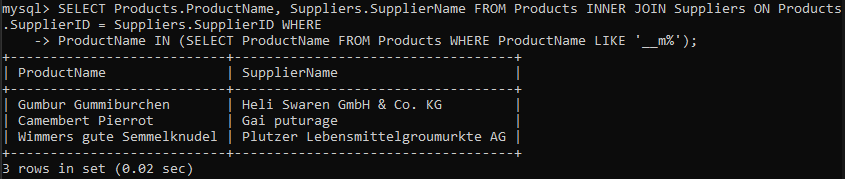 mysql> SELECT Products.ProductName, Suppliers.SupplierName FROM Products INNER JOIN Suppliers ON Products
.SupplierID = Suppliers.SupplierID WHERE
    -> ProductName IN (SELECT ProductName FROM Products WHERE ProductName LIKE '__m%');
+---------------------------+----------------------------------+
| ProductName               | SupplierName                     |
+---------------------------+----------------------------------+
| Gumbur Gummiburchen       | Heli Swaren GmbH & Co. KG        |
| Camembert Pierrot         | Gai puturage                     |
| Wimmers gute Semmelknudel | Plutzer Lebensmittelgroumurkte AG |
+---------------------------+----------------------------------+
3 rows in set (0.02 sec)